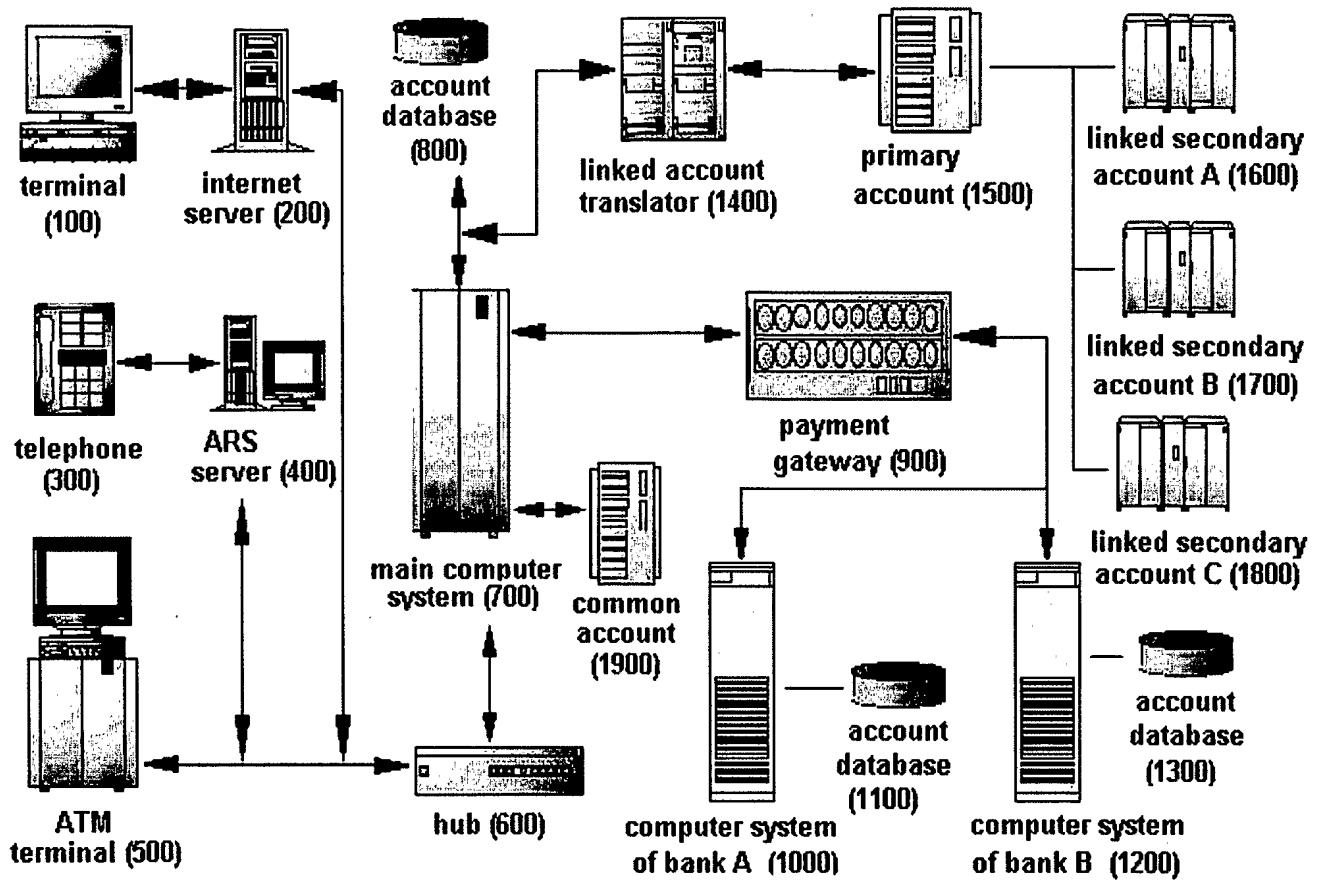 terminal
(100)
internet
server (200)
account
database
(800)
linked account
translator (1400)
primary
account (1500)
linked secondary
account A (1600)
linked secondary
account B (1700)
linked secondary
account C (1800)
telephone
(300)
ARS
server (400)
main computer
system (700)
common
account
(1900)
payment
gateway (900)
ATM
terminal (500)
hub (600)
computer system
of bank A (1000)
account
database
(1100)
computer system
of bank B (1200)
account
database
(1300)